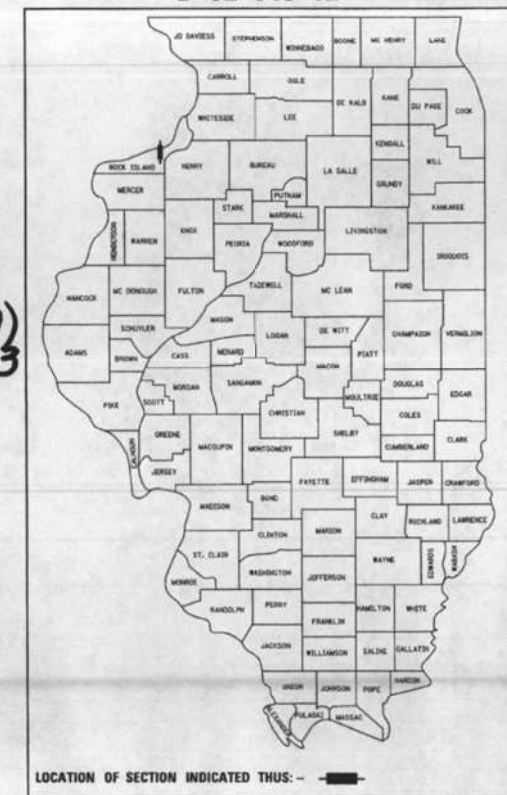 JO DAVIESS STEPHENSON WINNEBAGO BOONE MC HENRY LAKE
CARROLL OGLE DE KALB KANE DU PAGE COOK
WHITESIDE LEE KENDALL WILL
ROCK ISLAND HENRY BUREAU LA SALLE GRUNDY
MERCER PUTNAM KANKAKEE
HENDERSON WARREN KNOX STARK MARSHALL LIVINGSTON
PEORIA WOODFORD IROQUOIS
HANCOCK MC DONOUGH FULTON TAZEWELL MC LEAN FORD
MASON
ADAMS SCHUYLER LOGAN DE WITT CHAMPAIGN VERMILION
BROWN CASS MENARD PIATT
MACON
PIKE SCOTT MORGAN SANGAMON MOULTRIE DOUGLAS EDGAR
CHRISTIAN COLES
CALHOUN GREENE MACOUPIN MONTGOMERY SHELBY CUMBERLAND CLARK
JERSEY FAYETTE EFFINGHAM JASPER CRAWFORD
MADISON BOND CLAY RICHLAND LAWRENCE
CLINTON MARION
ST. CLAIR WAYNE EDWARDS WABASH
MONROE WASHINGTON JEFFERSON
RANDOLPH PERRY HAMILTON WHITE
FRANKLIN
JACKSON WILLIAMSON SALINE GALLATIN
UNION JOHNSON POPE HARDIN
ALEXANDER PULASKI MASSAC
LOCATION OF SECTION INDICATED THUS: -